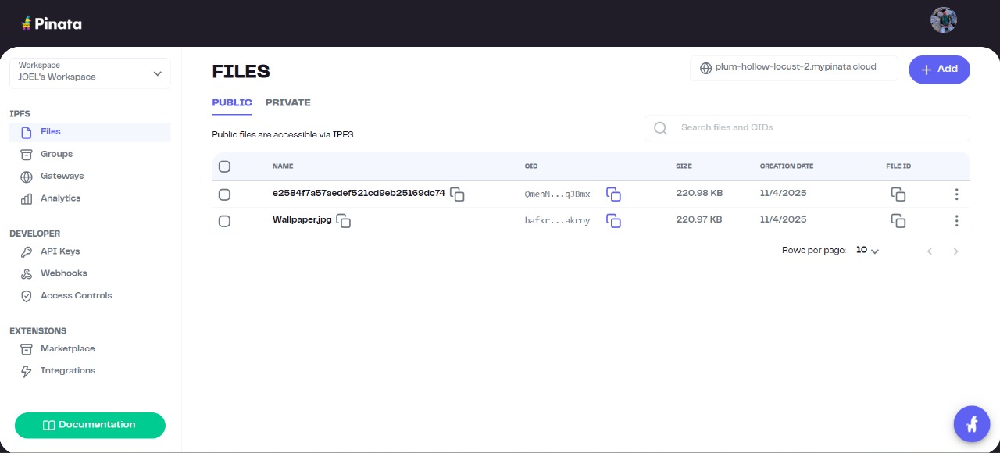 Pinata
Workspace
JOEL's Workspace
IPFS
Files
Groups
Gateways
Analytics
DEVELOPER
API Keys
Webhooks
Access Controls
EXTENSIONS
Marketplace
Integrations
Documentation
FILES
plum-hollow-locust-2.mypinata.cloud
Add
PUBLIC PRIVATE
Public files are accessible via IPFS
Search files and CIDs
NAME CID SIZE CREATION DATE FILE ID
e2584f7a57aedef521cd9eb25169dc74 QmenN...qJBmx 220.98 KB 11/4/2025
Wallpaper.jpg bafkr...akroy 220.97 KB 11/4/2025
Rows per page: 10